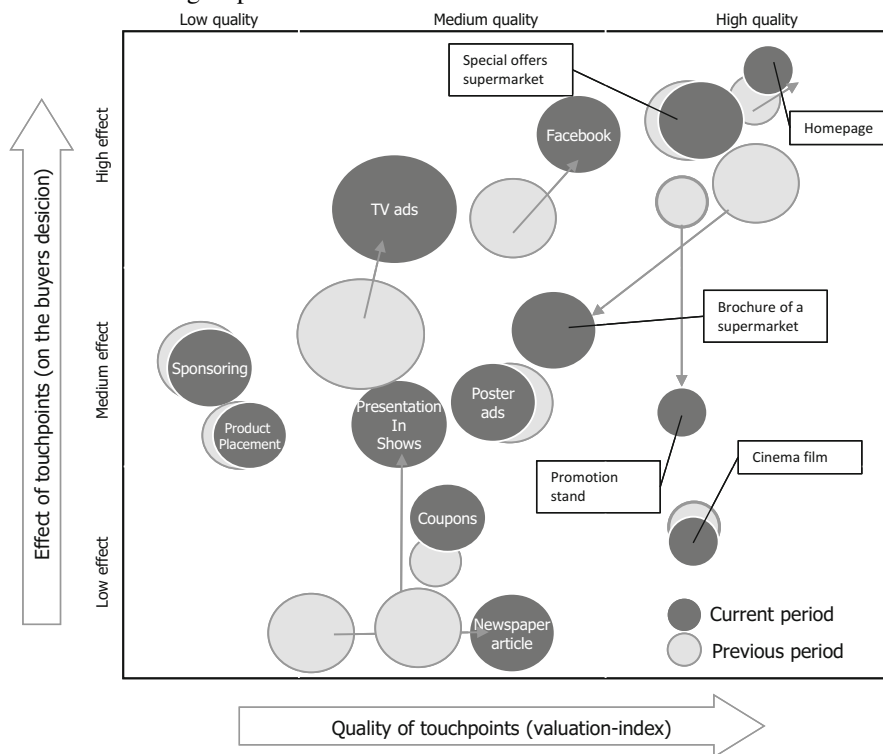 Low quality
Medium quality
High quality
Special offers
supermarket
Homepage
Facebook
TV ads
Brochure of a
supermarket
Sponsoring
Product
Placement
Presentation
In
Shows
Poster
ads
Promotion
stand
Cinema film
Coupons
Newspaper
article
Current period
Previous period
High effect
Medium effect
Low effect
Effect of touchpoints (on the buyers desicion)
Quality of touchpoints (valuation-index)